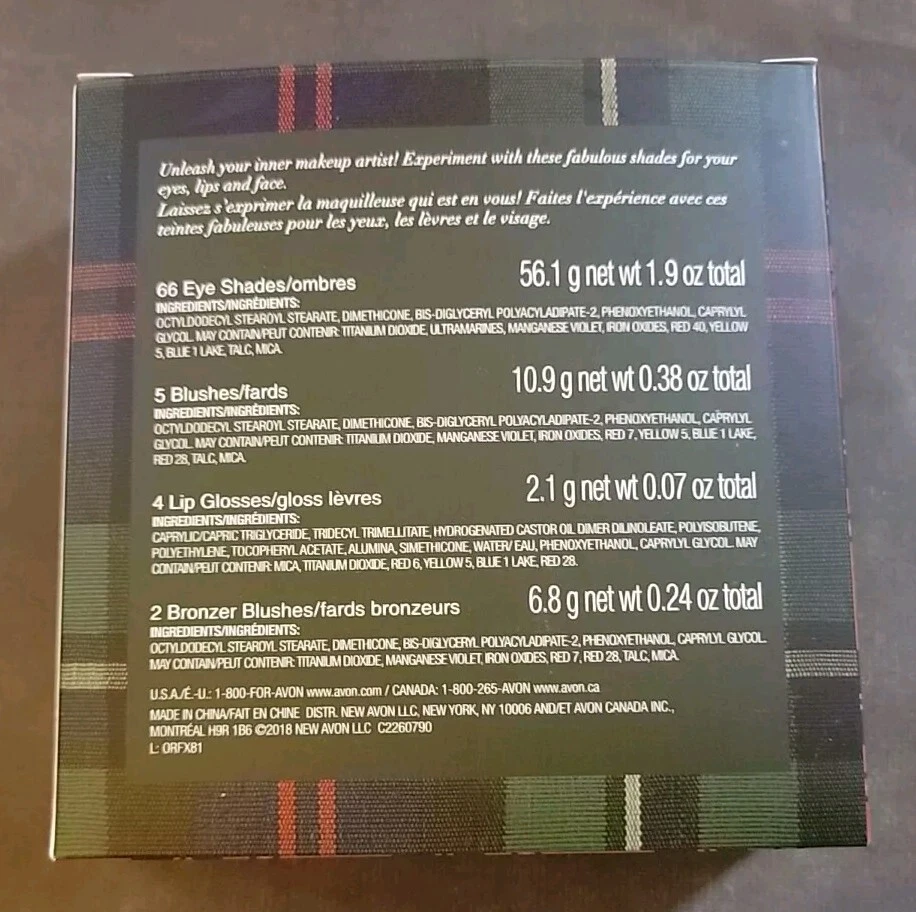 Unleash your inner makeup artist! Experiment with these fabulous shades for your
eyes, lips and face.
Laissez s'exprimer la maquilleuse qui est en vous! Faites l'expérience avec ces
teintes fabuleuses pour les yeux, les lèvres et le visage.
66 Eye Shades/ombres 56.1 g net wt 1.9 oz total
INGREDIENTS/INGRÉDIENTS:
OCTYLDODECYL STEAROYL STEARATE, DIMETHICONE, BIS-DIGLYCERYL POLYACYLADIPATE-2, PHENOXYETHANOL, CAPRYLYL
GLYCOL. MAY CONTAIN/PEUT CONTENIR: TITANIUM DIOXIDE, ULTRAMARINES, MANGANESE VIOLET, IRON OXIDES, RED 40, YELLOW
5, BLUE 1 LAKE, TALC, MICA.
5 Blushes/fards 10.9 g net wt 0.38 oz total
INGREDIENTS/INGRÉDIENTS:
OCTYLDODECYL STEAROYL STEARATE, DIMETHICONE, BIS-DIGLYCERYL POLYACYLADIPATE-2, PHENOXYETHANOL, CAPRYLYL
GLYCOL. MAY CONTAIN/PEUT CONTENIR: TITANIUM DIOXIDE, MANGANESE VIOLET, IRON OXIDES, RED 7, YELLOW 5, BLUE 1 LAKE,
RED 28, TALC, MICA.
4 Lip Glosses/gloss lèvres 2.1 g net wt 0.07 oz total
INGREDIENTS/INGRÉDIENTS:
CAPRYLIC/CAPRIC TRIGLYCERIDE, TRIDECYL TRIMELLITATE, HYDROGENATED CASTOR OIL DIMER DILINOLEATE, POLYISOBUTENE,
POLYETHYLENE, TOCOPHERYL ACETATE, ALUMINA, SIMETHICONE, WATER/ EAU, PHENOXYETHANOL, CAPRYLYL GLYCOL. MAY
CONTAIN/PEUT CONTENIR: MICA, TITANIUM DIOXIDE, RED 6, YELLOW 5, BLUE 1 LAKE, RED 28.
2 Bronzer Blushes/fards bronzeurs 6.8 g net wt 0.24 oz total
INGREDIENTS/INGRÉDIENTS:
OCTYLDODECYL STEAROYL STEARATE, DIMETHICONE, BIS-DIGLYCERYL POLYACYLADIPATE-2, PHENOXYETHANOL, CAPRYLYL GLYCOL.
MAY CONTAIN/PEUT CONTENIR: TITANIUM DIOXIDE, MANGANESE VIOLET, IRON OXIDES, RED 7, RED 28, TALC, MICA.
U.S.A./É.-U.: 1-800-FOR-AVON www.avon.com / CANADA: 1-800-265-AVON www.avon.ca
MADE IN CHINA/FAIT EN CHINE DISTR. NEW AVON LLC, NEW YORK, NY 10006 AND/ET AVON CANADA INC.,
MONTRÉAL H9R 1B6 ©2018 NEW AVON LLC C2260790
L: ORFX81